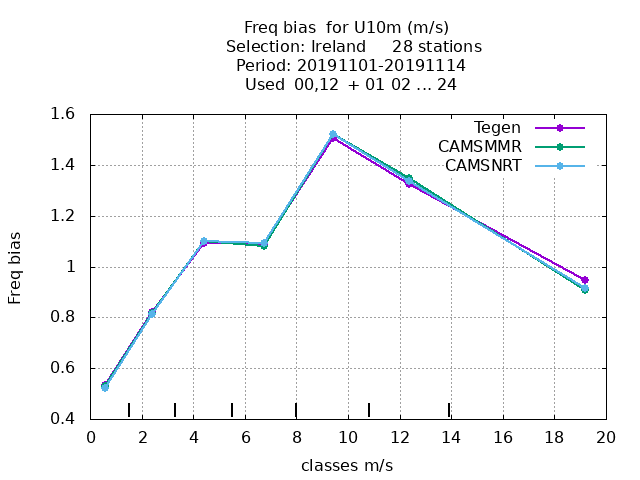 Freq bias  for U10m (m/s)
Selection: Ireland     28 stations
Period: 20191101-20191114
Used  00,12  + 01 02 ... 24
Tegen
CAMSMMR
CAMSNRT
1.6
1.4
1.2
1
0.8
0.6
0.4
Freq bias
0 2 4 6 8 10 12 14 16 18 20
classes m/s